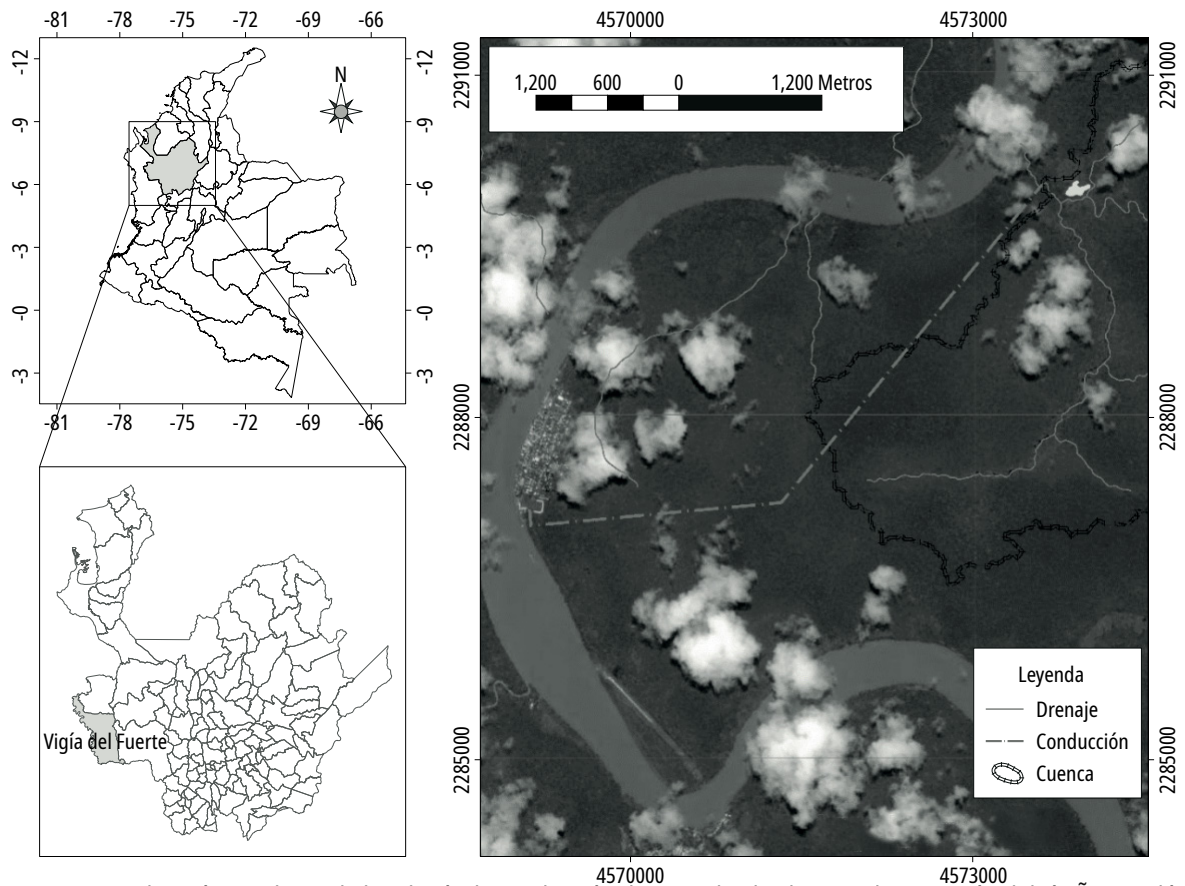 -81 -78 -75 -72 -69 -66
-12
-9
-6
-3
-0
-3
N
-12
-9
-6
-3
-0
-3
-81 -78 -75 -72 -69 -66
Vigía del Fuerte
4570000 4573000
2291000
2288000
2285000
1,200 600 0 1,200 Metros
2291000
2288000
2285000
Leyenda
Drenaje
Conducción
Cuenca
4570000 4573000